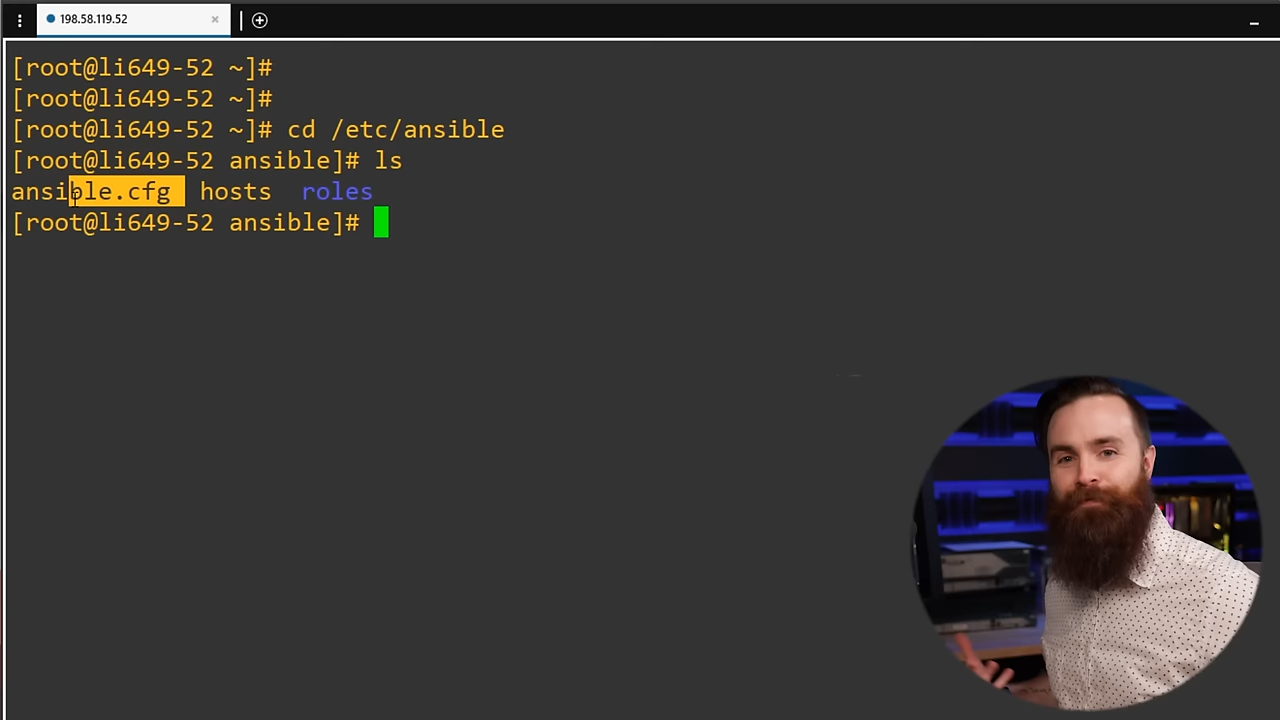 198.58.119.52
[root@li649-52 ~]#
[root@li649-52 ~]#
[root@li649-52 ~]# cd /etc/ansible
[root@li649-52 ansible]# ls
ansible.cfg hosts roles
[root@li649-52 ansible]#